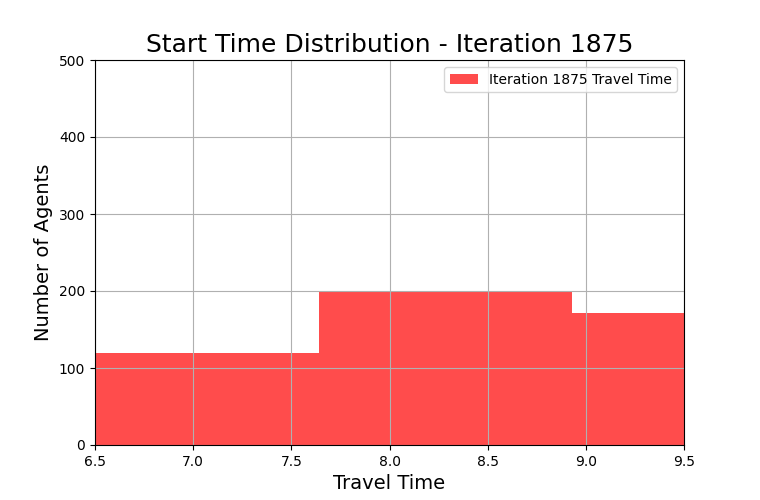 Start Time Distribution - Iteration 1875
500
Iteration 1875 Travel Time
400
300
200
100
0
Number of Agents
6.5 7.0 7.5 8.0 8.5 9.0 9.5
Travel Time